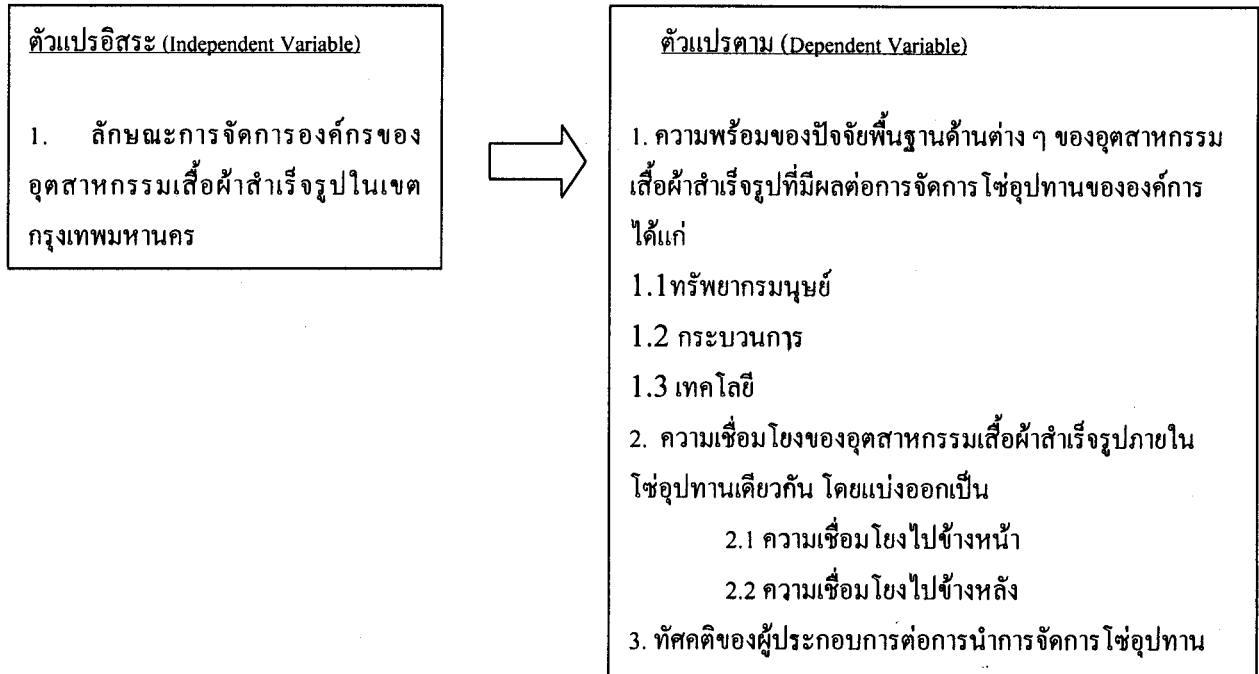 ตัวแปรอิสระ (Independent Variable)
1. ลักษณะการจัดการองค์กรของ
อุตสาหกรรมเสื้อผ้าสำเร็จรูปในเขต
กรุงเทพมหานคร
ตัวแปรตาม (Dependent Variable)
1. ความพร้อมของปัจจัยพื้นฐานด้านต่าง ๆ ของอุตสาหกรรม
เสื้อผ้าสำเร็จรูปที่มีผลต่อการจัดการโซ่อุปทานขององค์การ
ได้แก่
1.1ทรัพยากรมนุษย์
1.2 กระบวนการ
1.3 เทคโลยี
2. ความเชื่อมโยงของอุตสาหกรรมเสื้อผ้าสำเร็จรูปภายใน
โซ่อุปทานเดียวกัน โดยแบ่งออกเป็น
2.1 ความเชื่อมโยงไปข้างหน้า
2.2 ความเชื่อมโยงไปข้างหลัง
3. ทัศคติของผู้ประกอบการต่อการนำการจัดการโซ่อุปทาน